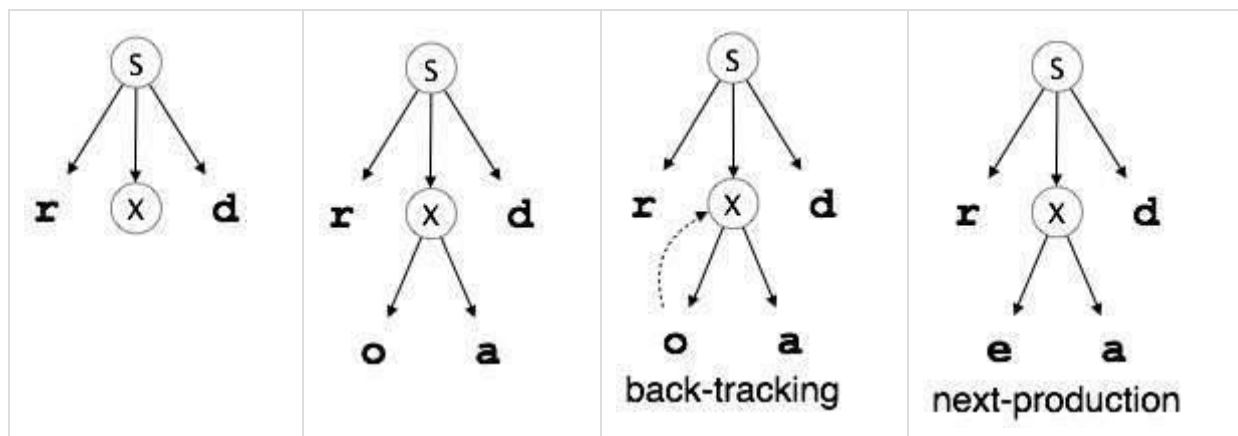 S
r X d
S
r X d
o a
S
r X d
o a
back-tracking
S
r X d
e a
next-production